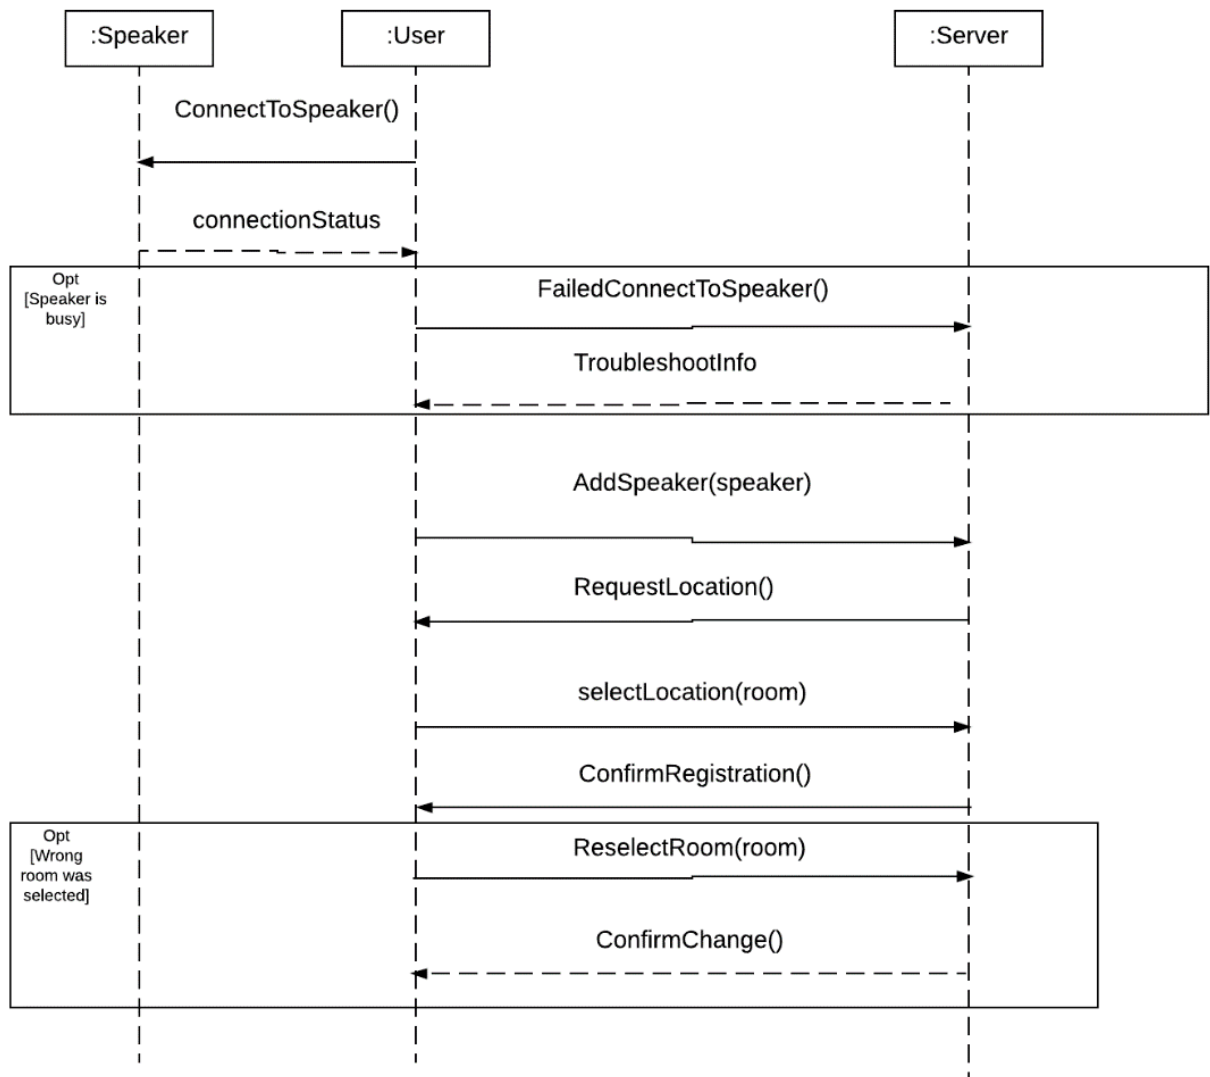 :Speaker
:User
:Server
ConnectToSpeaker()
connectionStatus
Opt
[Speaker is
busy]
FailedConnectToSpeaker()
TroubleshootInfo
AddSpeaker(speaker)
RequestLocation()
selectLocation(room)
ConfirmRegistration()
Opt
[Wrong
room was
selected]
ReselectRoom(room)
ConfirmChange()